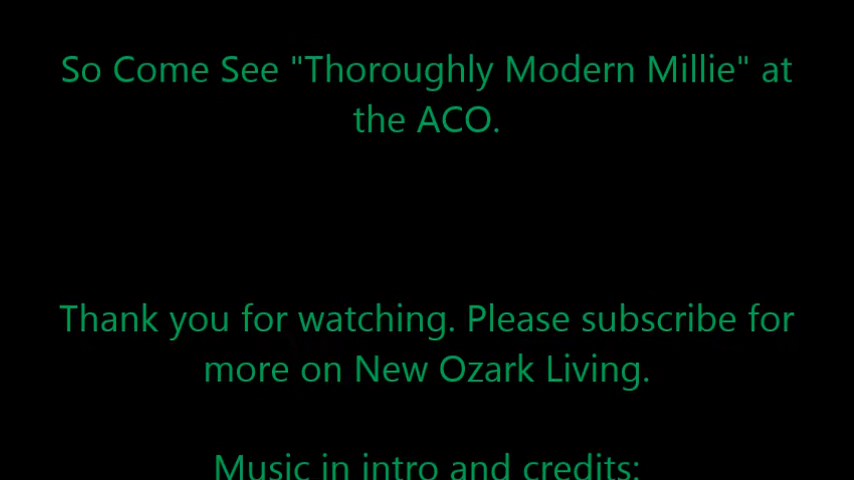 So Come See "Thoroughly Modern Millie" at
the ACO.
Thank you for watching. Please subscribe for
more on New Ozark Living.
Music in intro and credits: